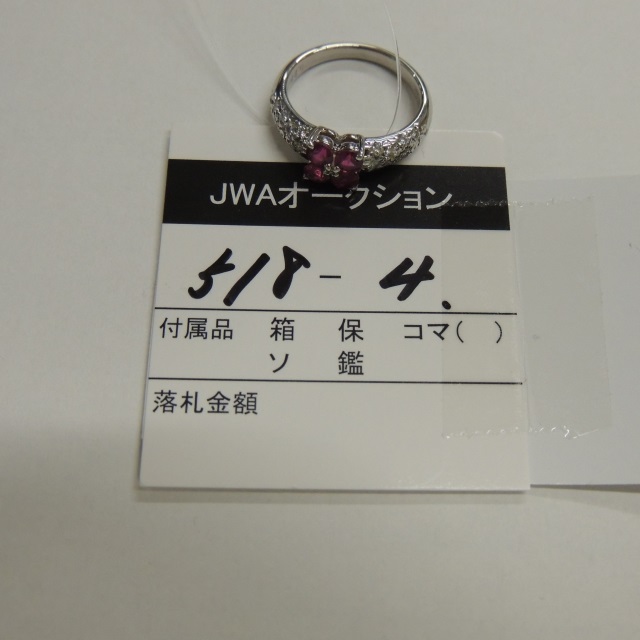 JWAオークション
518-4.
付属品 箱 保 コマ( )
ソ 鑑
落札金額